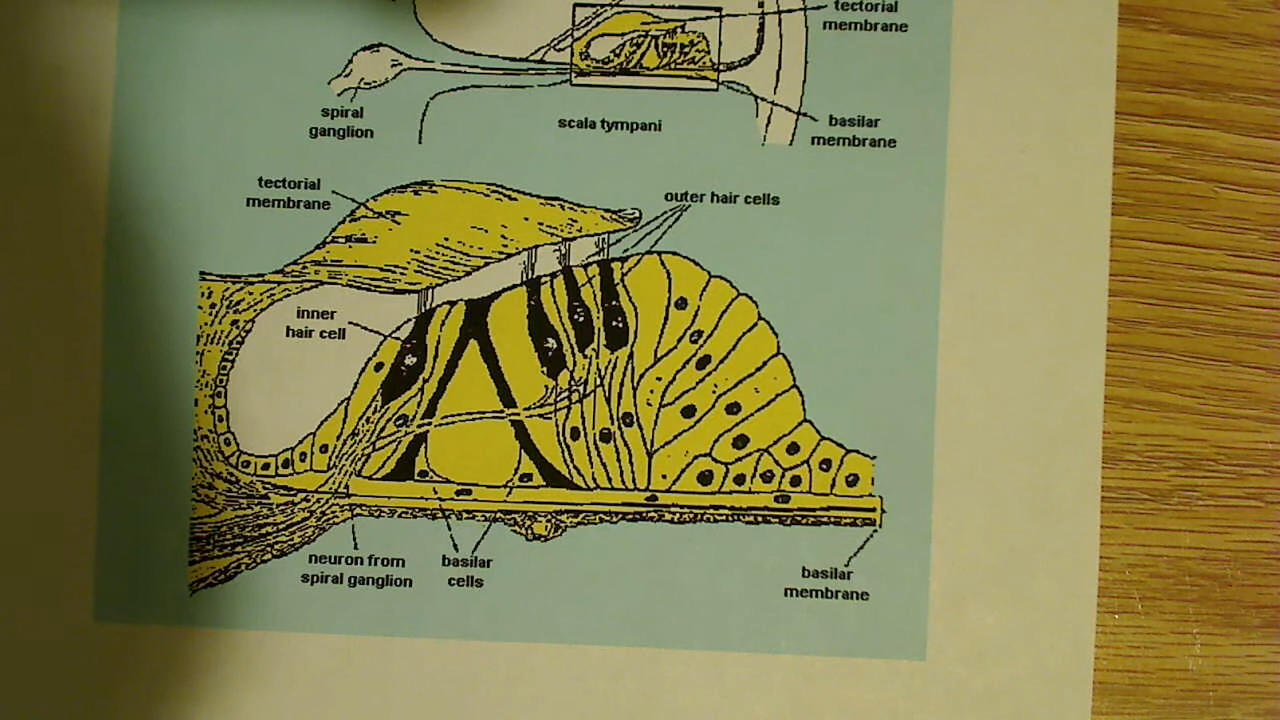 tectorial
membrane
spiral
ganglion
scala tympani
basilar
membrane
tectorial
membrane
outer hair cells
inner
hair cell
neuron from
spiral ganglion
basilar
cells
basilar
membrane